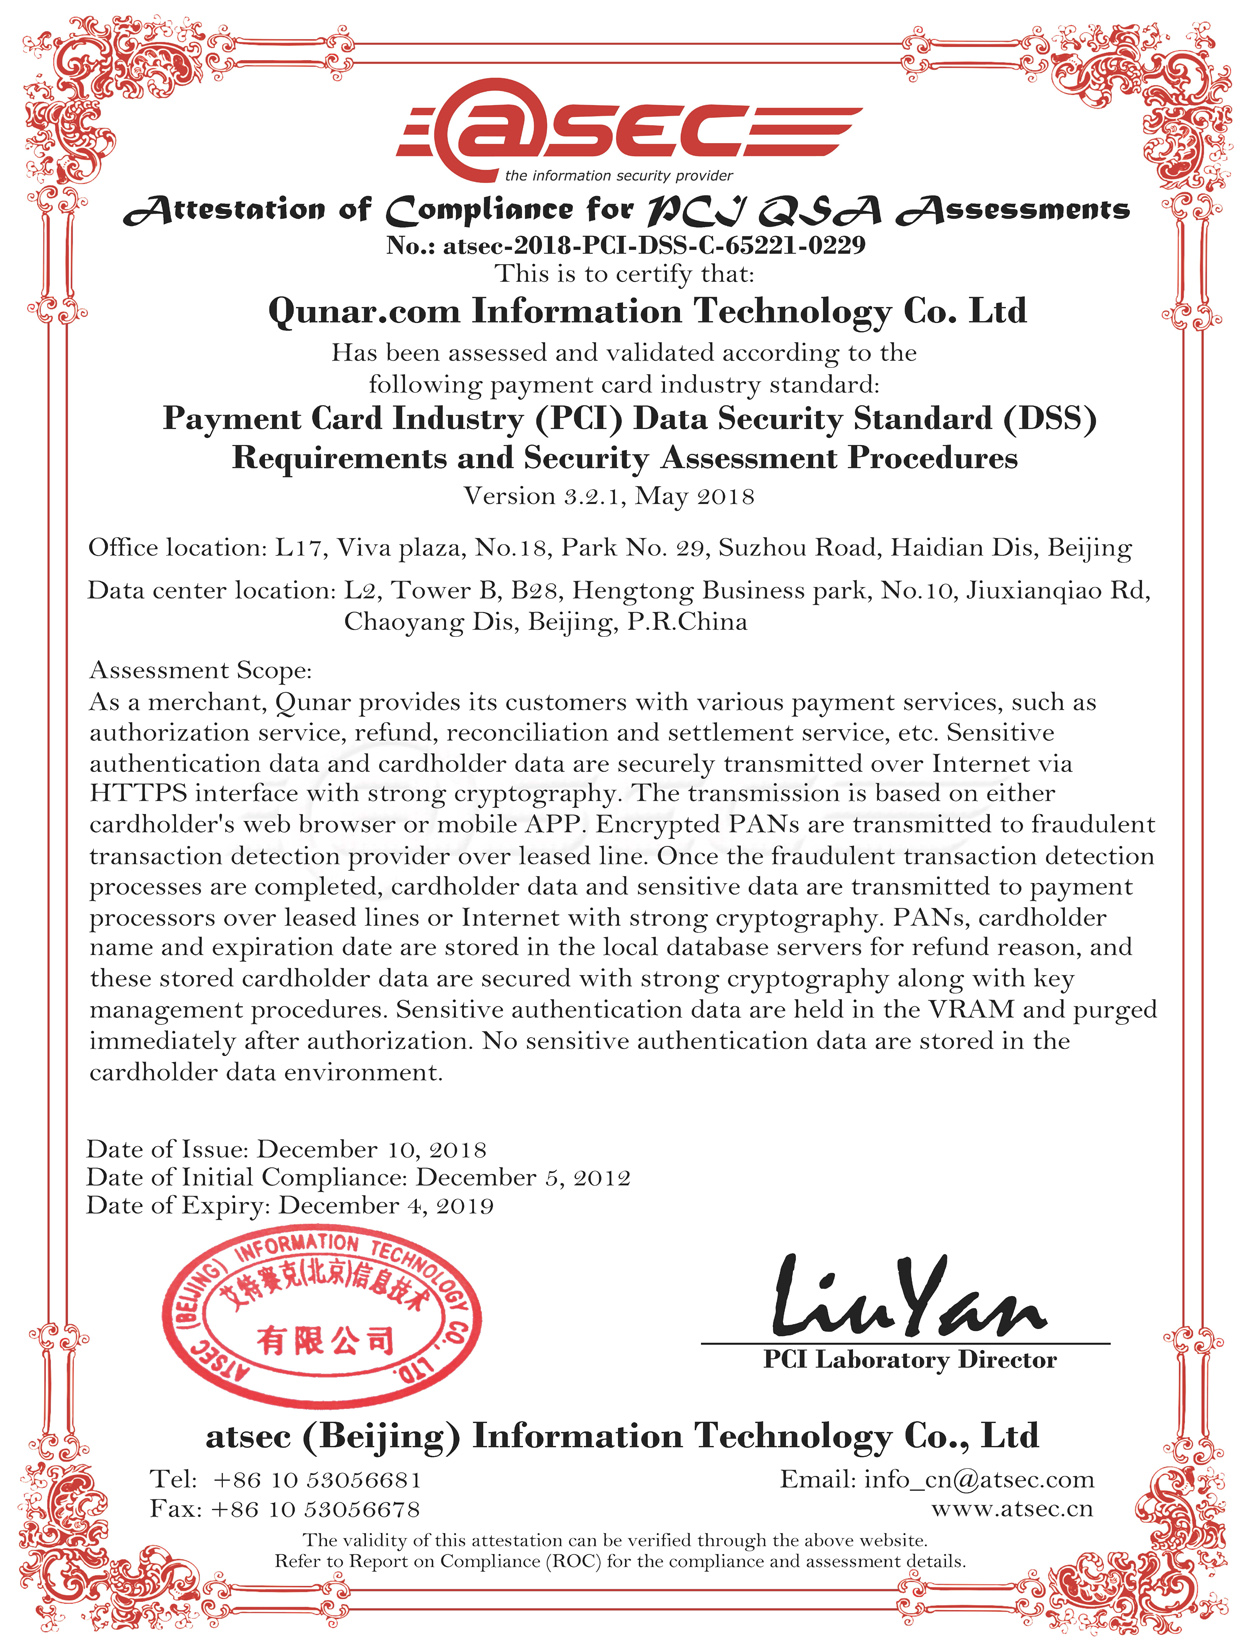 @sec
the information security provider
Attestation of Compliance for PCI QSA Assessments
No.: atsec-2018-PCI-DSS-C-65221-0229
This is to certify that:
Qunar.com Information Technology Co. Ltd
Has been assessed and validated according to the
following payment card industry standard:
Payment Card Industry (PCI) Data Security Standard (DSS)
Requirements and Security Assessment Procedures
Version 3.2.1, May 2018
Office location: L17, Viva plaza, No.18, Park No. 29, Suzhou Road, Haidian Dis, Beijing
Data center location: L2, Tower B, B28, Hengtong Business park, No.10, Jiuxianqiao Rd,
Chaoyang Dis, Beijing, P.R.China
Assessment Scope:
As a merchant, Qunar provides its customers with various payment services, such as
authorization service, refund, reconciliation and settlement service, etc. Sensitive
authentication data and cardholder data are securely transmitted over Internet via
HTTPS interface with strong cryptography. The transmission is based on either
cardholder's web browser or mobile APP. Encrypted PANs are transmitted to fraudulent
transaction detection provider over leased line. Once the fraudulent transaction detection
processes are completed, cardholder data and sensitive data are transmitted to payment
processors over leased lines or Internet with strong cryptography. PANs, cardholder
name and expiration date are stored in the local database servers for refund reason, and
these stored cardholder data are secured with strong cryptography along with key
management procedures. Sensitive authentication data are held in the VRAM and purged
immediately after authorization. No sensitive authentication data are stored in the
cardholder data environment.
Date of Issue: December 10, 2018
Date of Initial Compliance: December 5, 2012
Date of Expiry: December 4, 2019
ATSEC (BEIJING) INFORMATION TECHNOLOGY CO., LTD.
艾特赛克(北京)信息技术
有限公司
LiuYan
PCI Laboratory Director
atsec (Beijing) Information Technology Co., Ltd
Tel: +86 10 53056681
Email: info_cn@atsec.com
Fax: +86 10 53056678
www.atsec.cn
The validity of this attestation can be verified through the above website.
Refer to Report on Compliance (ROC) for the compliance and assessment details.